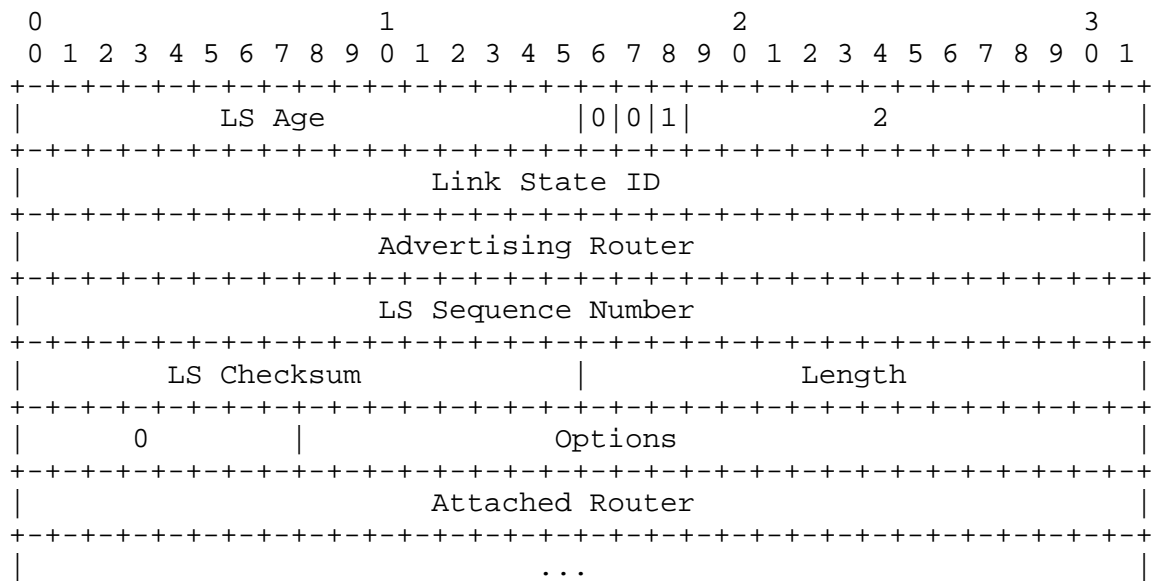 0                   1                   2                   3
0 1 2 3 4 5 6 7 8 9 0 1 2 3 4 5 6 7 8 9 0 1 2 3 4 5 6 7 8 9 0 1
+-+-+-+-+-+-+-+-+-+-+-+-+-+-+-+-+-+-+-+-+-+-+-+-+-+-+-+-+-+-+-+-+
|           LS Age              |0|0|1|          2              |
+-+-+-+-+-+-+-+-+-+-+-+-+-+-+-+-+-+-+-+-+-+-+-+-+-+-+-+-+-+-+-+-+
|                       Link State ID                           |
+-+-+-+-+-+-+-+-+-+-+-+-+-+-+-+-+-+-+-+-+-+-+-+-+-+-+-+-+-+-+-+-+
|                    Advertising Router                         |
+-+-+-+-+-+-+-+-+-+-+-+-+-+-+-+-+-+-+-+-+-+-+-+-+-+-+-+-+-+-+-+-+
|                    LS Sequence Number                         |
+-+-+-+-+-+-+-+-+-+-+-+-+-+-+-+-+-+-+-+-+-+-+-+-+-+-+-+-+-+-+-+-+
|        LS Checksum            |            Length             |
+-+-+-+-+-+-+-+-+-+-+-+-+-+-+-+-+-+-+-+-+-+-+-+-+-+-+-+-+-+-+-+-+
|      0        |              Options                          |
+-+-+-+-+-+-+-+-+-+-+-+-+-+-+-+-+-+-+-+-+-+-+-+-+-+-+-+-+-+-+-+-+
|                       Attached Router                         |
+-+-+-+-+-+-+-+-+-+-+-+-+-+-+-+-+-+-+-+-+-+-+-+-+-+-+-+-+-+-+-+-+
|                             ...                               |